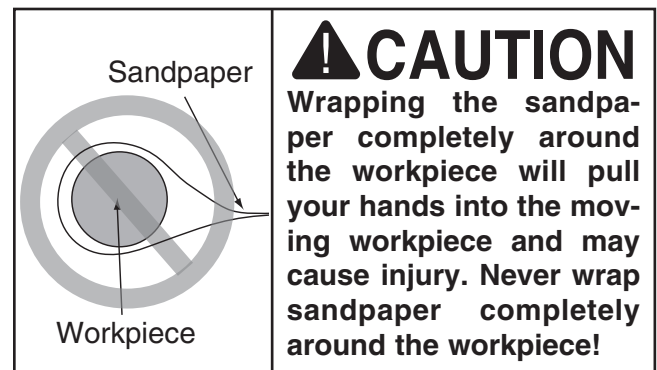 Sandpaper
Workpiece
CAUTION
Wrapping the sandpa-
per completely around
the workpiece will pull
your hands into the mov-
ing workpiece and may
cause injury. Never wrap
sandpaper completely
around the workpiece!